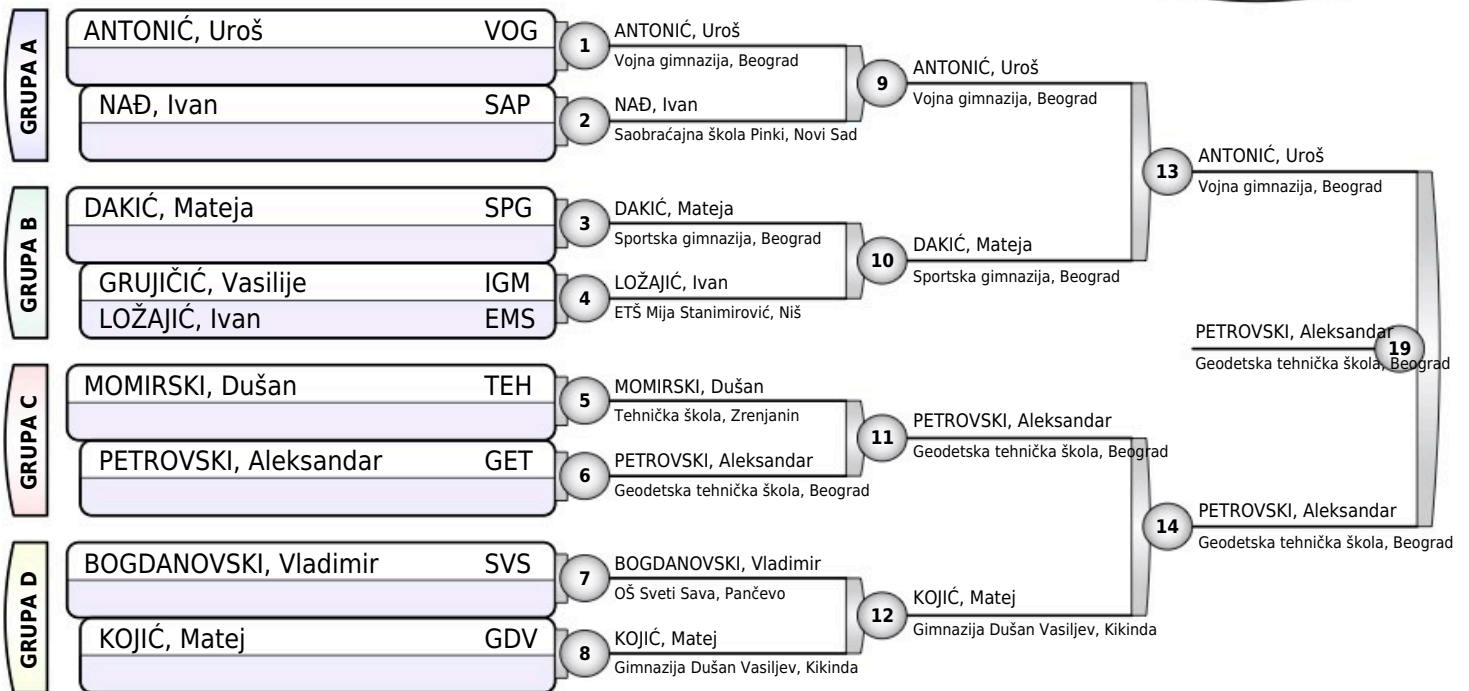 GRUPA A
ANTONIĆ, Uroš VOG
NAĐ, Ivan SAP
GRUPA B
DAKIĆ, Mateja SPG
GRUJIČIĆ, Vasilije IGM
LOŽAJIĆ, Ivan EMS
GRUPA C
MOMIRSKI, Dušan TEH
PETROVSKI, Aleksandar GET
GRUPA D
BOGDANOVSKI, Vladimir SVS
KOJIĆ, Matej GDV
1
ANTONIĆ, Uroš
Vojna gimnazija, Beograd
2
NAĐ, Ivan
Saobraćajna škola Pinki, Novi Sad
3
DAKIĆ, Mateja
Sportska gimnazija, Beograd
4
LOŽAJIĆ, Ivan
ETŠ Mija Stanimirović, Niš
5
MOMIRSKI, Dušan
Tehnička škola, Zrenjanin
6
PETROVSKI, Aleksandar
Geodetska tehnička škola, Beograd
7
BOGDANOVSKI, Vladimir
OŠ Sveti Sava, Pančevo
8
KOJIĆ, Matej
Gimnazija Dušan Vasiljev, Kikinda
9
ANTONIĆ, Uroš
Vojna gimnazija, Beograd
10
DAKIĆ, Mateja
Sportska gimnazija, Beograd
11
PETROVSKI, Aleksandar
Geodetska tehnička škola, Beograd
12
KOJIĆ, Matej
Gimnazija Dušan Vasiljev, Kikinda
13
ANTONIĆ, Uroš
Vojna gimnazija, Beograd
14
PETROVSKI, Aleksandar
Geodetska tehnička škola, Beograd
PETROVSKI, Aleksandar
19
Geodetska tehnička škola, Beograd